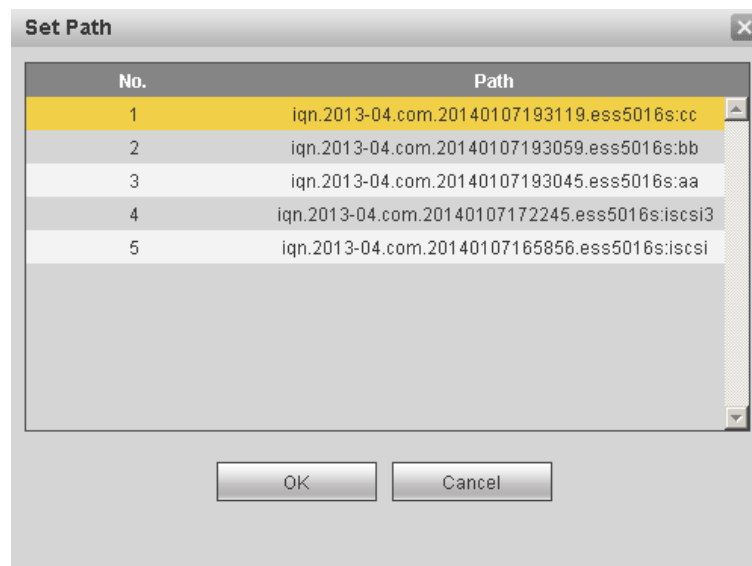 Set Path
No. Path
1 iqn.2013-04.com.20140107193119.ess5016s:cc
2 iqn.2013-04.com.20140107193059.ess5016s:bb
3 iqn.2013-04.com.20140107193045.ess5016s:aa
4 iqn.2013-04.com.20140107172245.ess5016s:iscsi3
5 iqn.2013-04.com.20140107165856.ess5016s:iscsi
OK Cancel